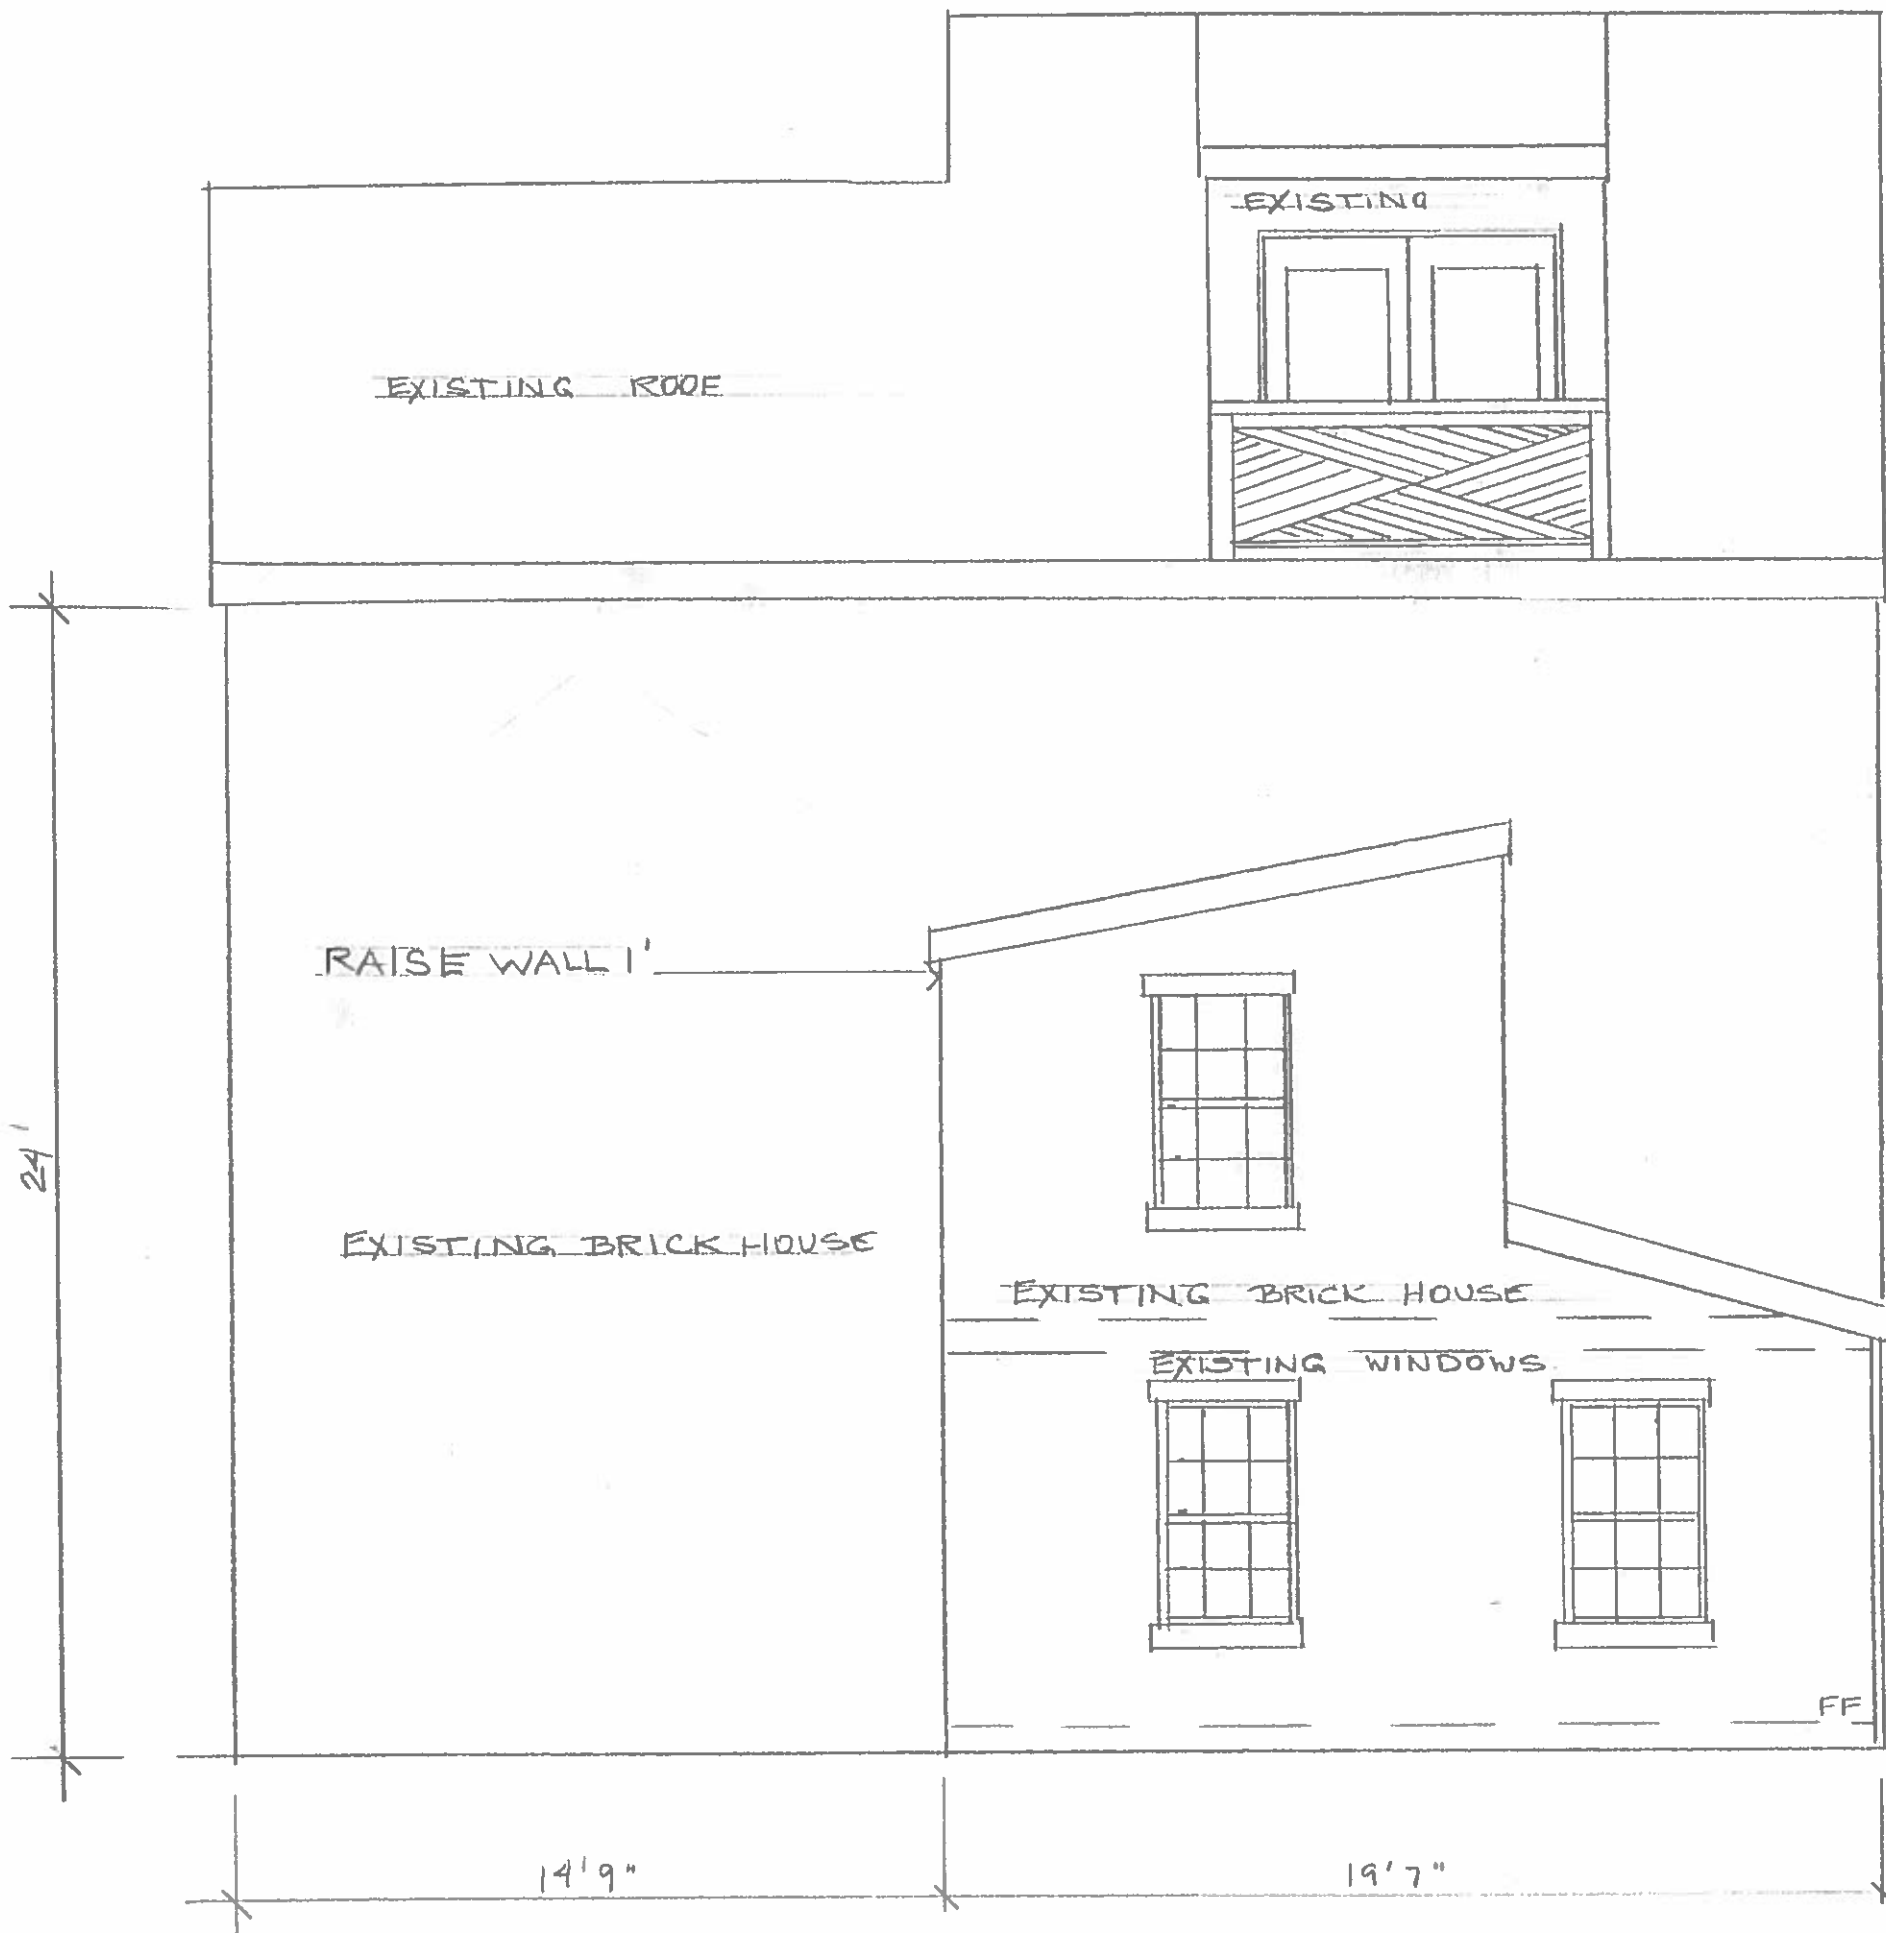 EXISTING
EXISTING ROOF
RAISE WALL 1'
24'
EXISTING BRICK HOUSE
EXISTING BRICK HOUSE
EXISTING WINDOWS
FF
14'9"
19'7"